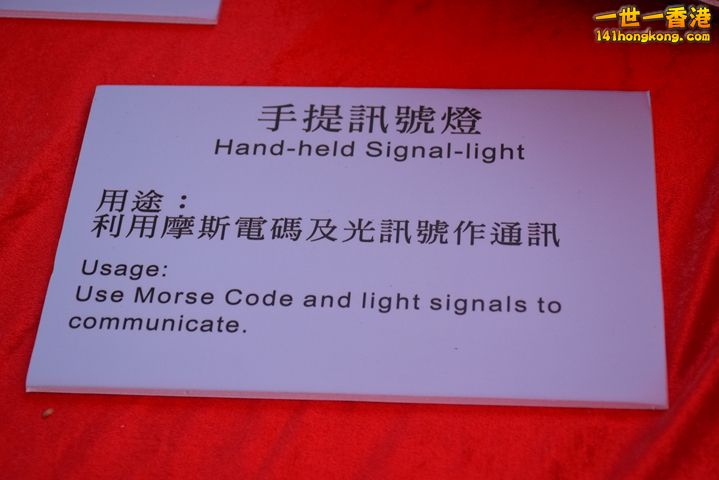 一世一香港
141hongkong.com
手提訊號燈
Hand-held Signal-light
用途：
利用摩斯電碼及光訊號作通訊
Usage:
Use Morse Code and light signals to
communicate.